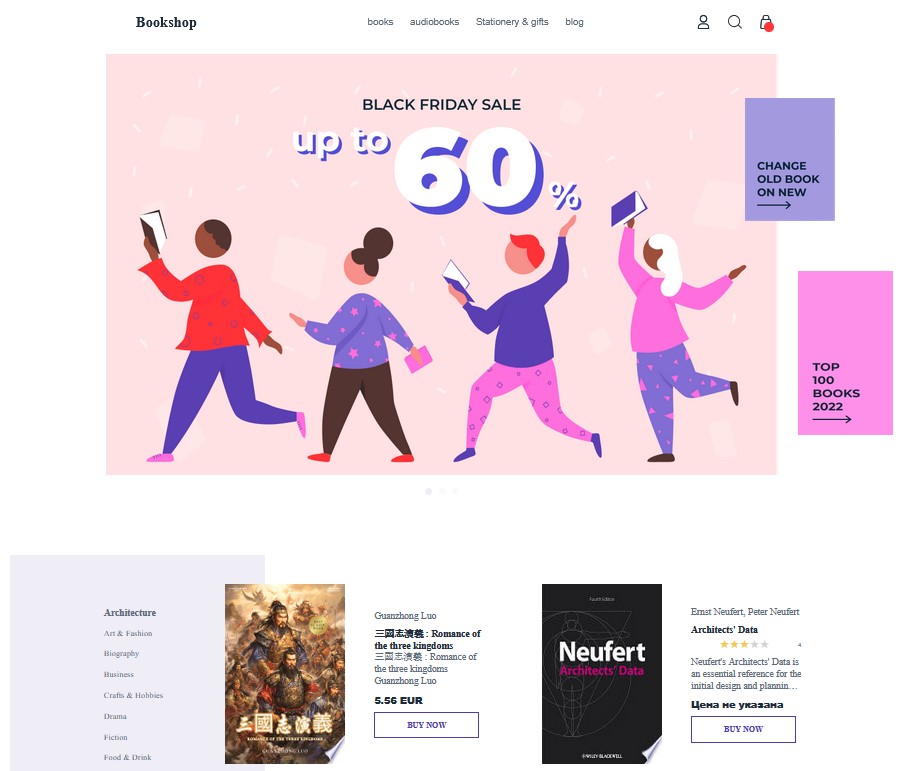 Bookshop
books
audiobooks
Stationery & gifts
blog
BLACK FRIDAY SALE
up to
60
%
CHANGE
OLD BOOK
ON NEW
TOP
100
BOOKS
2022
Architecture
Art & Fashion
Biography
Business
Crafts & Hobbies
Drama
Fiction
Food & Drink
三國志演義
ROMANCE OF THE THREE KINGDOMS
GUANZHONG LUO
Guanzhong Luo
三國志演義 : Romance of
the three kingdoms
三國志演義 : Romance of
the three kingdoms
Guanzhong Luo
5.56 EUR
BUY NOW
Fourth Edition
Neufert
Architects' Data
WILEY-BLACKWELL
Ernst Neufert, Peter Neufert
Architects' Data
4
Neufert's Architects' Data is
an essential reference for the
initial design and plannin…
Цена не указана
BUY NOW